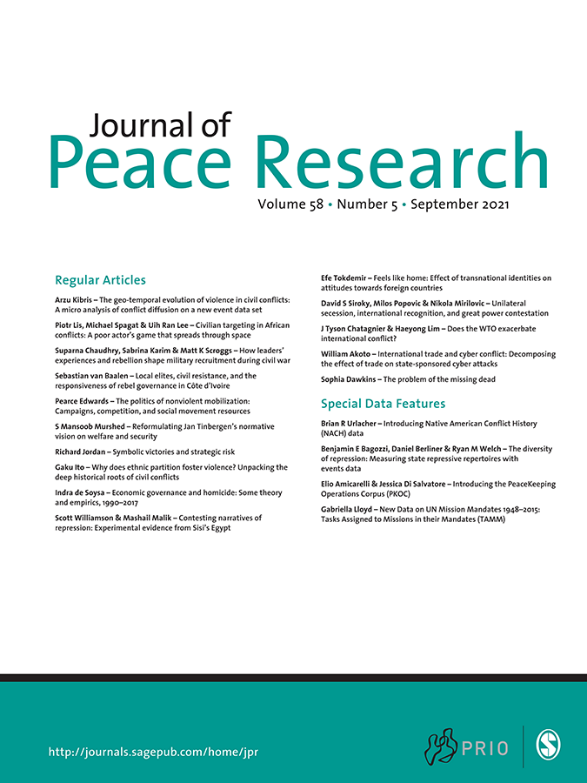 Journal of
Peace Research
Volume 58 • Number 5 • September 2021
Regular Articles
Arzu Kibris – The geo-temporal evolution of violence in civil conflicts:
A micro analysis of conflict diffusion on a new event data set
Piotr Lis, Michael Spagat & Uih Ran Lee – Civilian targeting in African
conflicts: A poor actor's game that spreads through space
Suparna Chaudhry, Sabrina Karim & Matt K Scroggs – How leaders'
experiences and rebellion shape military recruitment during civil war
Sebastian van Baalen – Local elites, civil resistance, and the
responsiveness of rebel governance in Côte d'Ivoire
Pearce Edwards – The politics of nonviolent mobilization:
Campaigns, competition, and social movement resources
S Mansoob Murshed – Reformulating Jan Tinbergen's normative
vision on welfare and security
Richard Jordan – Symbolic victories and strategic risk
Gaku Ito – Why does ethnic partition foster violence? Unpacking the
deep historical roots of civil conflicts
Indra de Soysa – Economic governance and homicide: Some theory
and empirics, 1990–2017
Scott Williamson & Mashail Malik – Contesting narratives of
repression: Experimental evidence from Sisi's Egypt
Efe Tokdemir – Feels like home: Effect of transnational identities on
attitudes towards foreign countries
David S Siroky, Milos Popovic & Nikola Mirilovic – Unilateral
secession, international recognition, and great power contestation
J Tyson Chatagnier & Haeyong Lim – Does the WTO exacerbate
international conflict?
William Akoto – International trade and cyber conflict: Decomposing
the effect of trade on state-sponsored cyber attacks
Sophia Dawkins – The problem of the missing dead
Special Data Features
Brian R Urlacher – Introducing Native American Conflict History
(NACH) data
Benjamin E Bagozzi, Daniel Berliner & Ryan M Welch – The diversity
of repression: Measuring state repressive repertoires with
events data
Elio Amicarelli & Jessica Di Salvatore – Introducing the PeaceKeeping
Operations Corpus (PKOC)
Gabriella Lloyd – New Data on UN Mission Mandates 1948–2015:
Tasks Assigned to Missions in their Mandates (TAMM)
http://journals.sagepub.com/home/jpr
PRIO
S